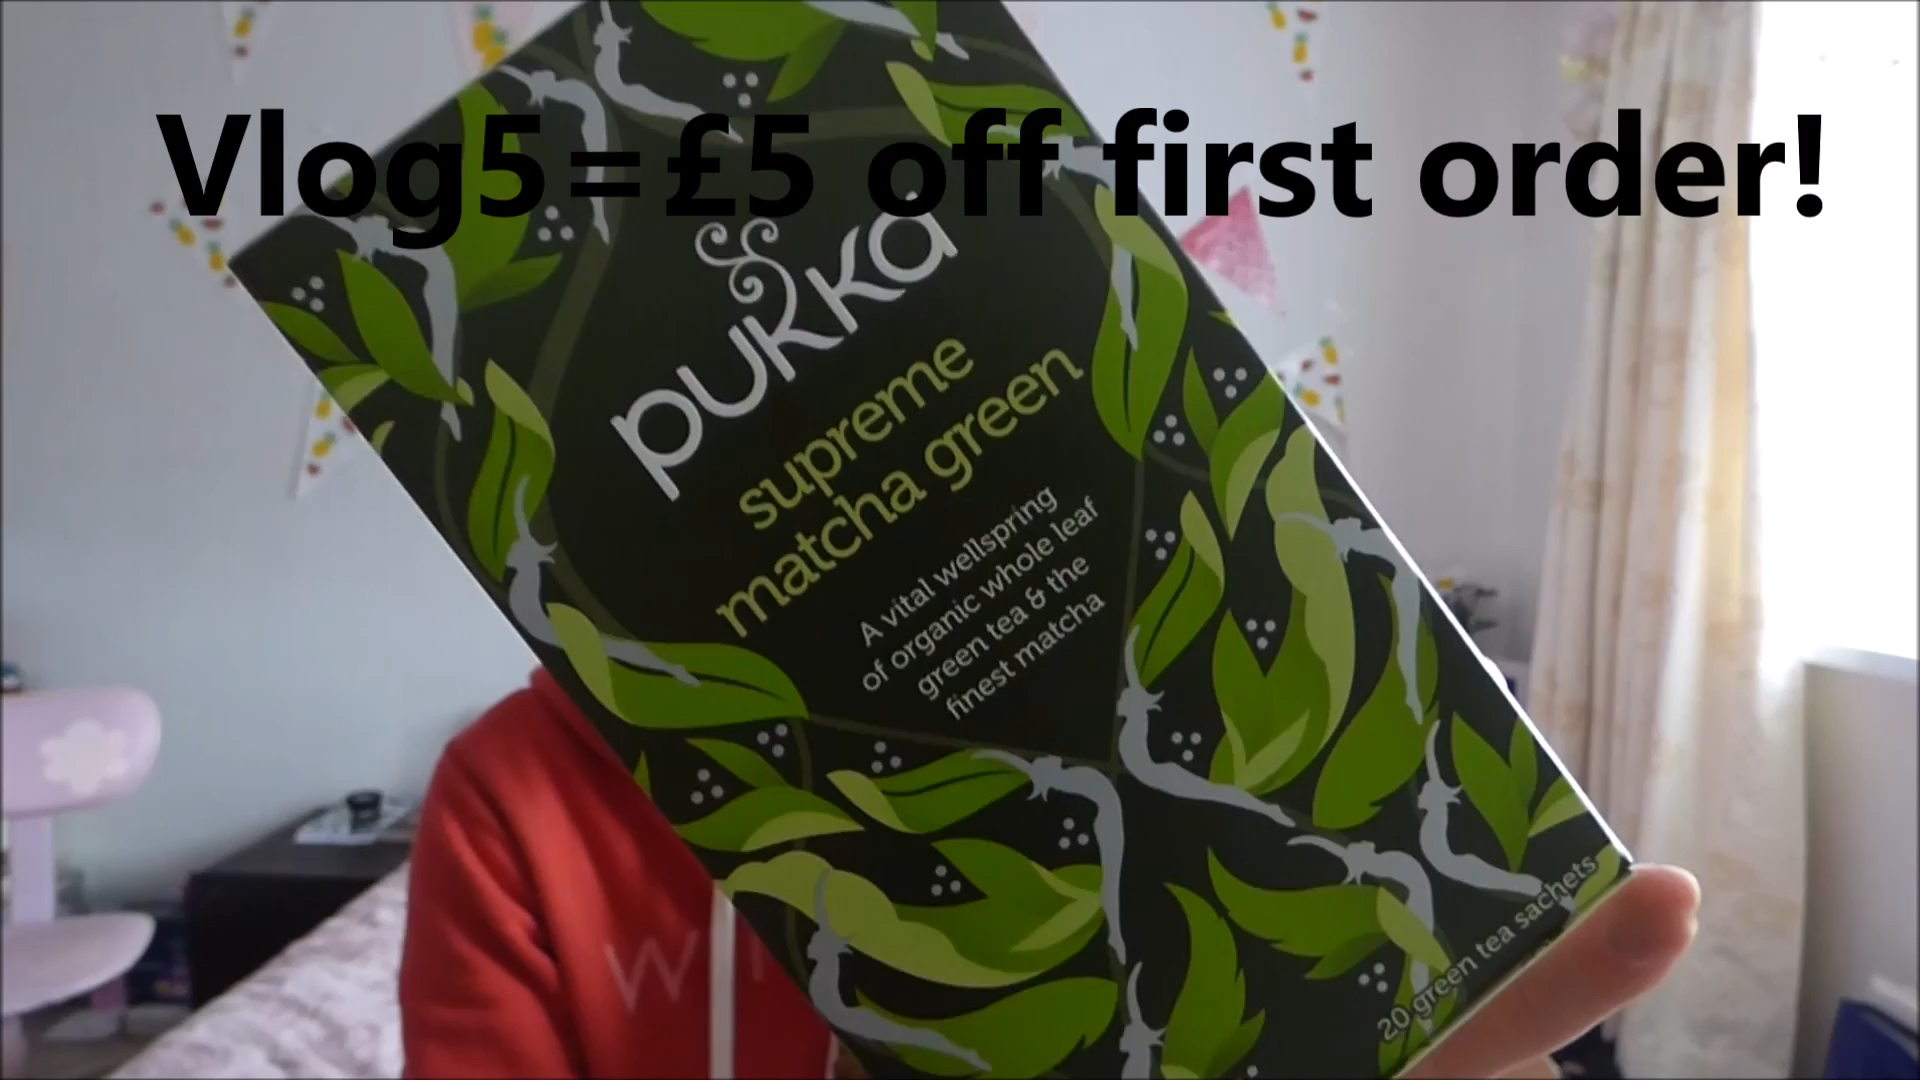 Vlog5=£5 off first order!
pukka
supreme
matcha green
A vital wellspring
of organic whole leaf
green tea & the
finest matcha
20 green tea sachets
W